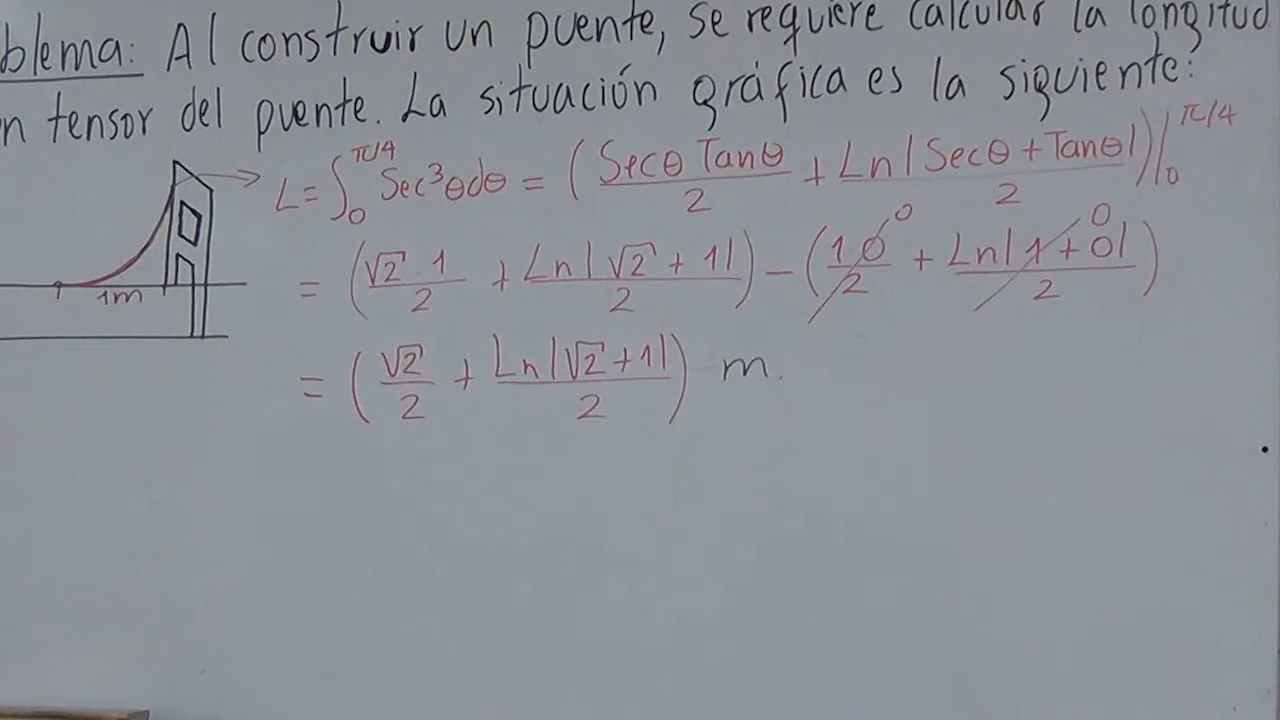 blema: Al construir un puente, se requiere calcular la longitud
n tensor del puente. La situación gráfica es la siguiente:
L = ∫₀^π/4 Sec³θdθ = (Secθ Tanθ/2 + Ln|Secθ + Tanθ|/2)|₀^π/4
= (√2 · 1/2 + Ln|√2 + 1|/2) − (1·0/2 ⁰ + Ln|1 + 0|/2 ⁰)
1m
= (√2/2 + Ln|√2 + 1|/2) m.